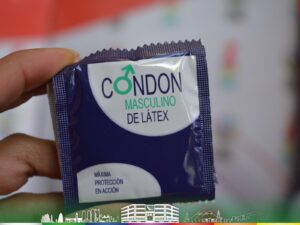 CONDON
MASCULINO
DE LÁTEX
MÁXIMA
PROTECCIÓN
EN ACCIÓN